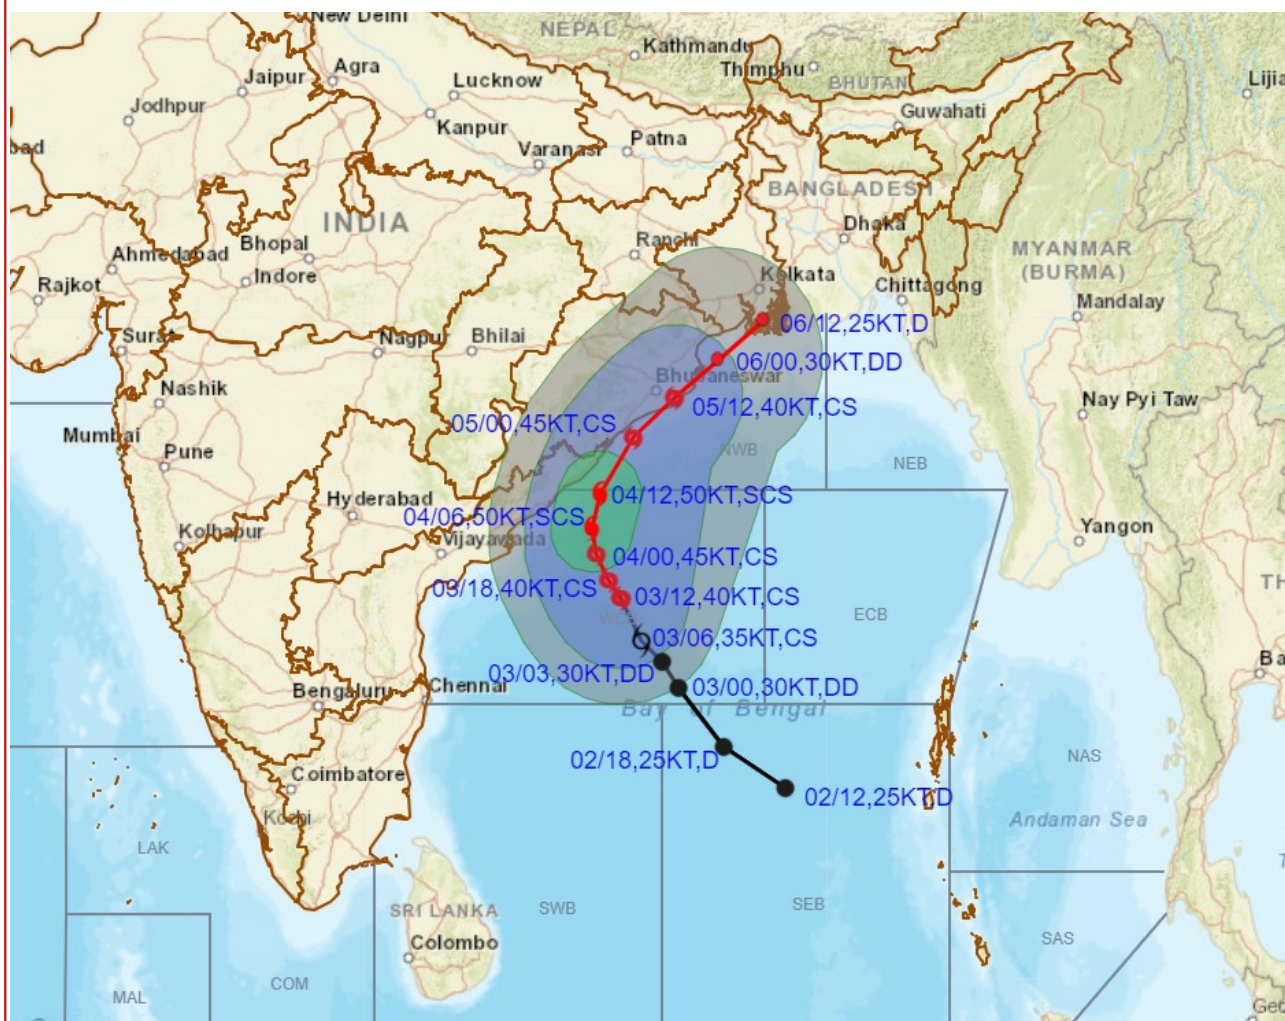 New Delhi
NEPAL
Kathmandu
Thimphu
BHUTAN
Agra
Jaipur
Lucknow
Jodhpur
Kanpur
Guwahati
Patna
Varanasi
BANGLADESH
INDIA
Dhaka
Ranchi
Bhopal
Ahmedabad
MYANMAR
(BURMA)
Indore
Kolkata
Rajkot
Chittagong
Mandalay
06/12,25KT,D
Surat
Nagpur
Bhilai
06/00,30KT,DD
Bhubaneswar
Nashik
Nay Pyi Taw
05/12,40KT,CS
05/00,45KT,CS
Mumbai
Pune
NWB
NEB
Hyderabad
04/12,50KT,SCS
04/06,50KT,SCS
Kolhapur
Yangon
Vijayawada
04/00,45KT,CS
03/18,40KT,CS
03/12,40KT,CS
ECB
03/06,35KT,CS
03/03,30KT,DD
03/00,30KT,DD
Bengaluru
Chennai
Bay of Bengal
02/18,25KT,D
NAS
Coimbatore
02/12,25KT,D
Kochi
Andaman Sea
LAK
SRI LANKA
SWB
SEB
Colombo
SAS
COM
MAL